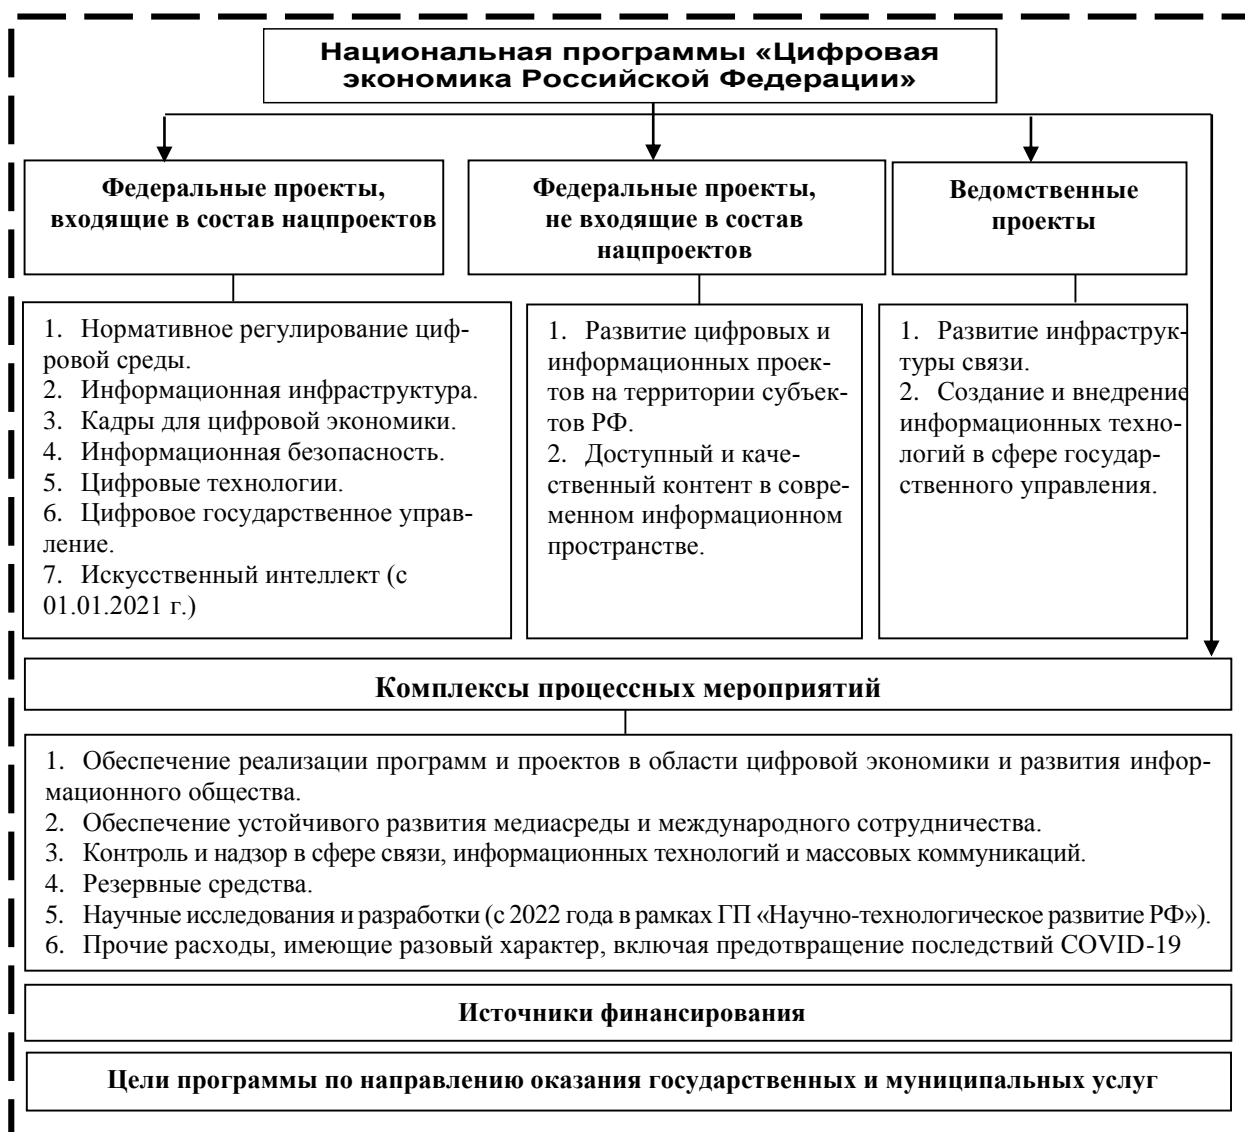 Национальная программы «Цифровая
экономика Российской Федерации»
Федеральные проекты,
входящие в состав нацпроектов
Федеральные проекты,
не входящие в состав
нацпроектов
Ведомственные
проекты
1. Нормативное регулирование циф-
ровой среды.
2. Информационная инфраструктура.
3. Кадры для цифровой экономики.
4. Информационная безопасность.
5. Цифровые технологии.
6. Цифровое государственное управ-
ление.
7. Искусственный интеллект (с
01.01.2021 г.)
1. Развитие цифровых и
информационных проек-
тов на территории субъек-
тов РФ.
2. Доступный и каче-
ственный контент в совре-
менном информационном
пространстве.
1. Развитие инфраструк-
туры связи.
2. Создание и внедрение
информационных техно-
логий в сфере государ-
ственного управления.
Комплексы процессных мероприятий
1. Обеспечение реализации программ и проектов в области цифровой экономики и развития инфор-
мационного общества.
2. Обеспечение устойчивого развития медиасреды и международного сотрудничества.
3. Контроль и надзор в сфере связи, информационных технологий и массовых коммуникаций.
4. Резервные средства.
5. Научные исследования и разработки (с 2022 года в рамках ГП «Научно-технологическое развитие РФ»).
6. Прочие расходы, имеющие разовый характер, включая предотвращение последствий COVID-19
Источники финансирования
Цели программы по направлению оказания государственных и муниципальных услуг